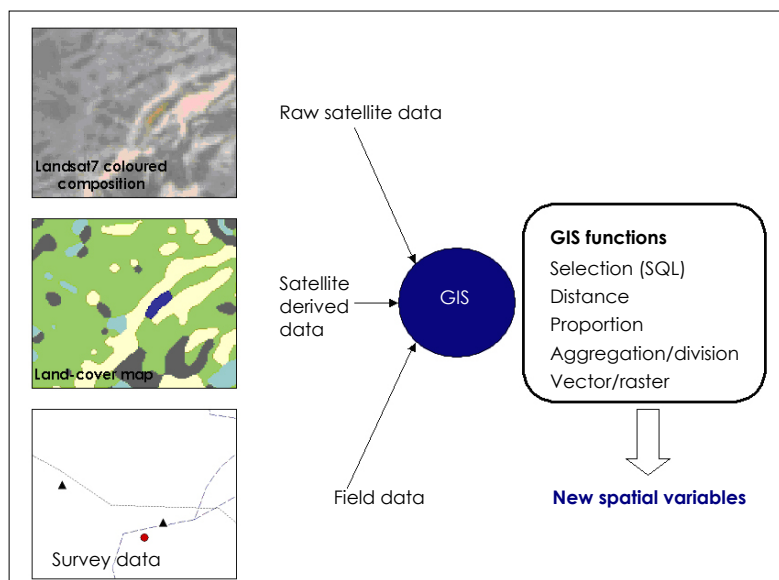 Landsat7 coloured
composition
Land-cover map
Survey data
Raw satellite data
Satellite
derived
data
Field data
GIS
GIS functions
Selection (SQL)
Distance
Proportion
Aggregation/division
Vector/raster
New spatial variables